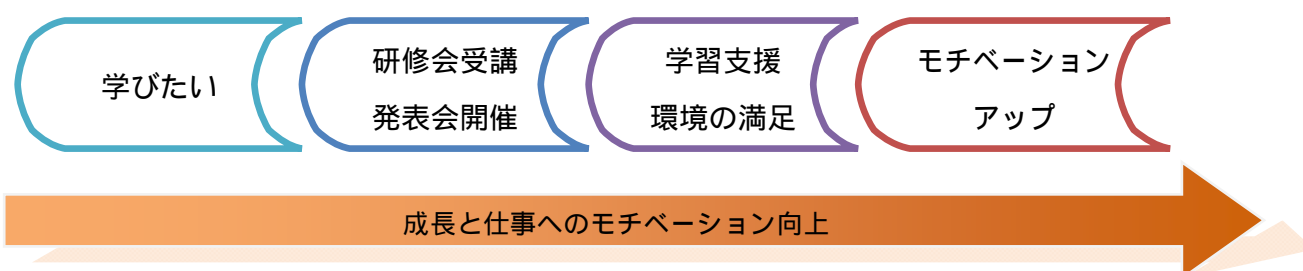 学びたい
研修会受講
発表会開催
学習支援
環境の満足
モチベーション
アップ
成長と仕事へのモチベーション向上